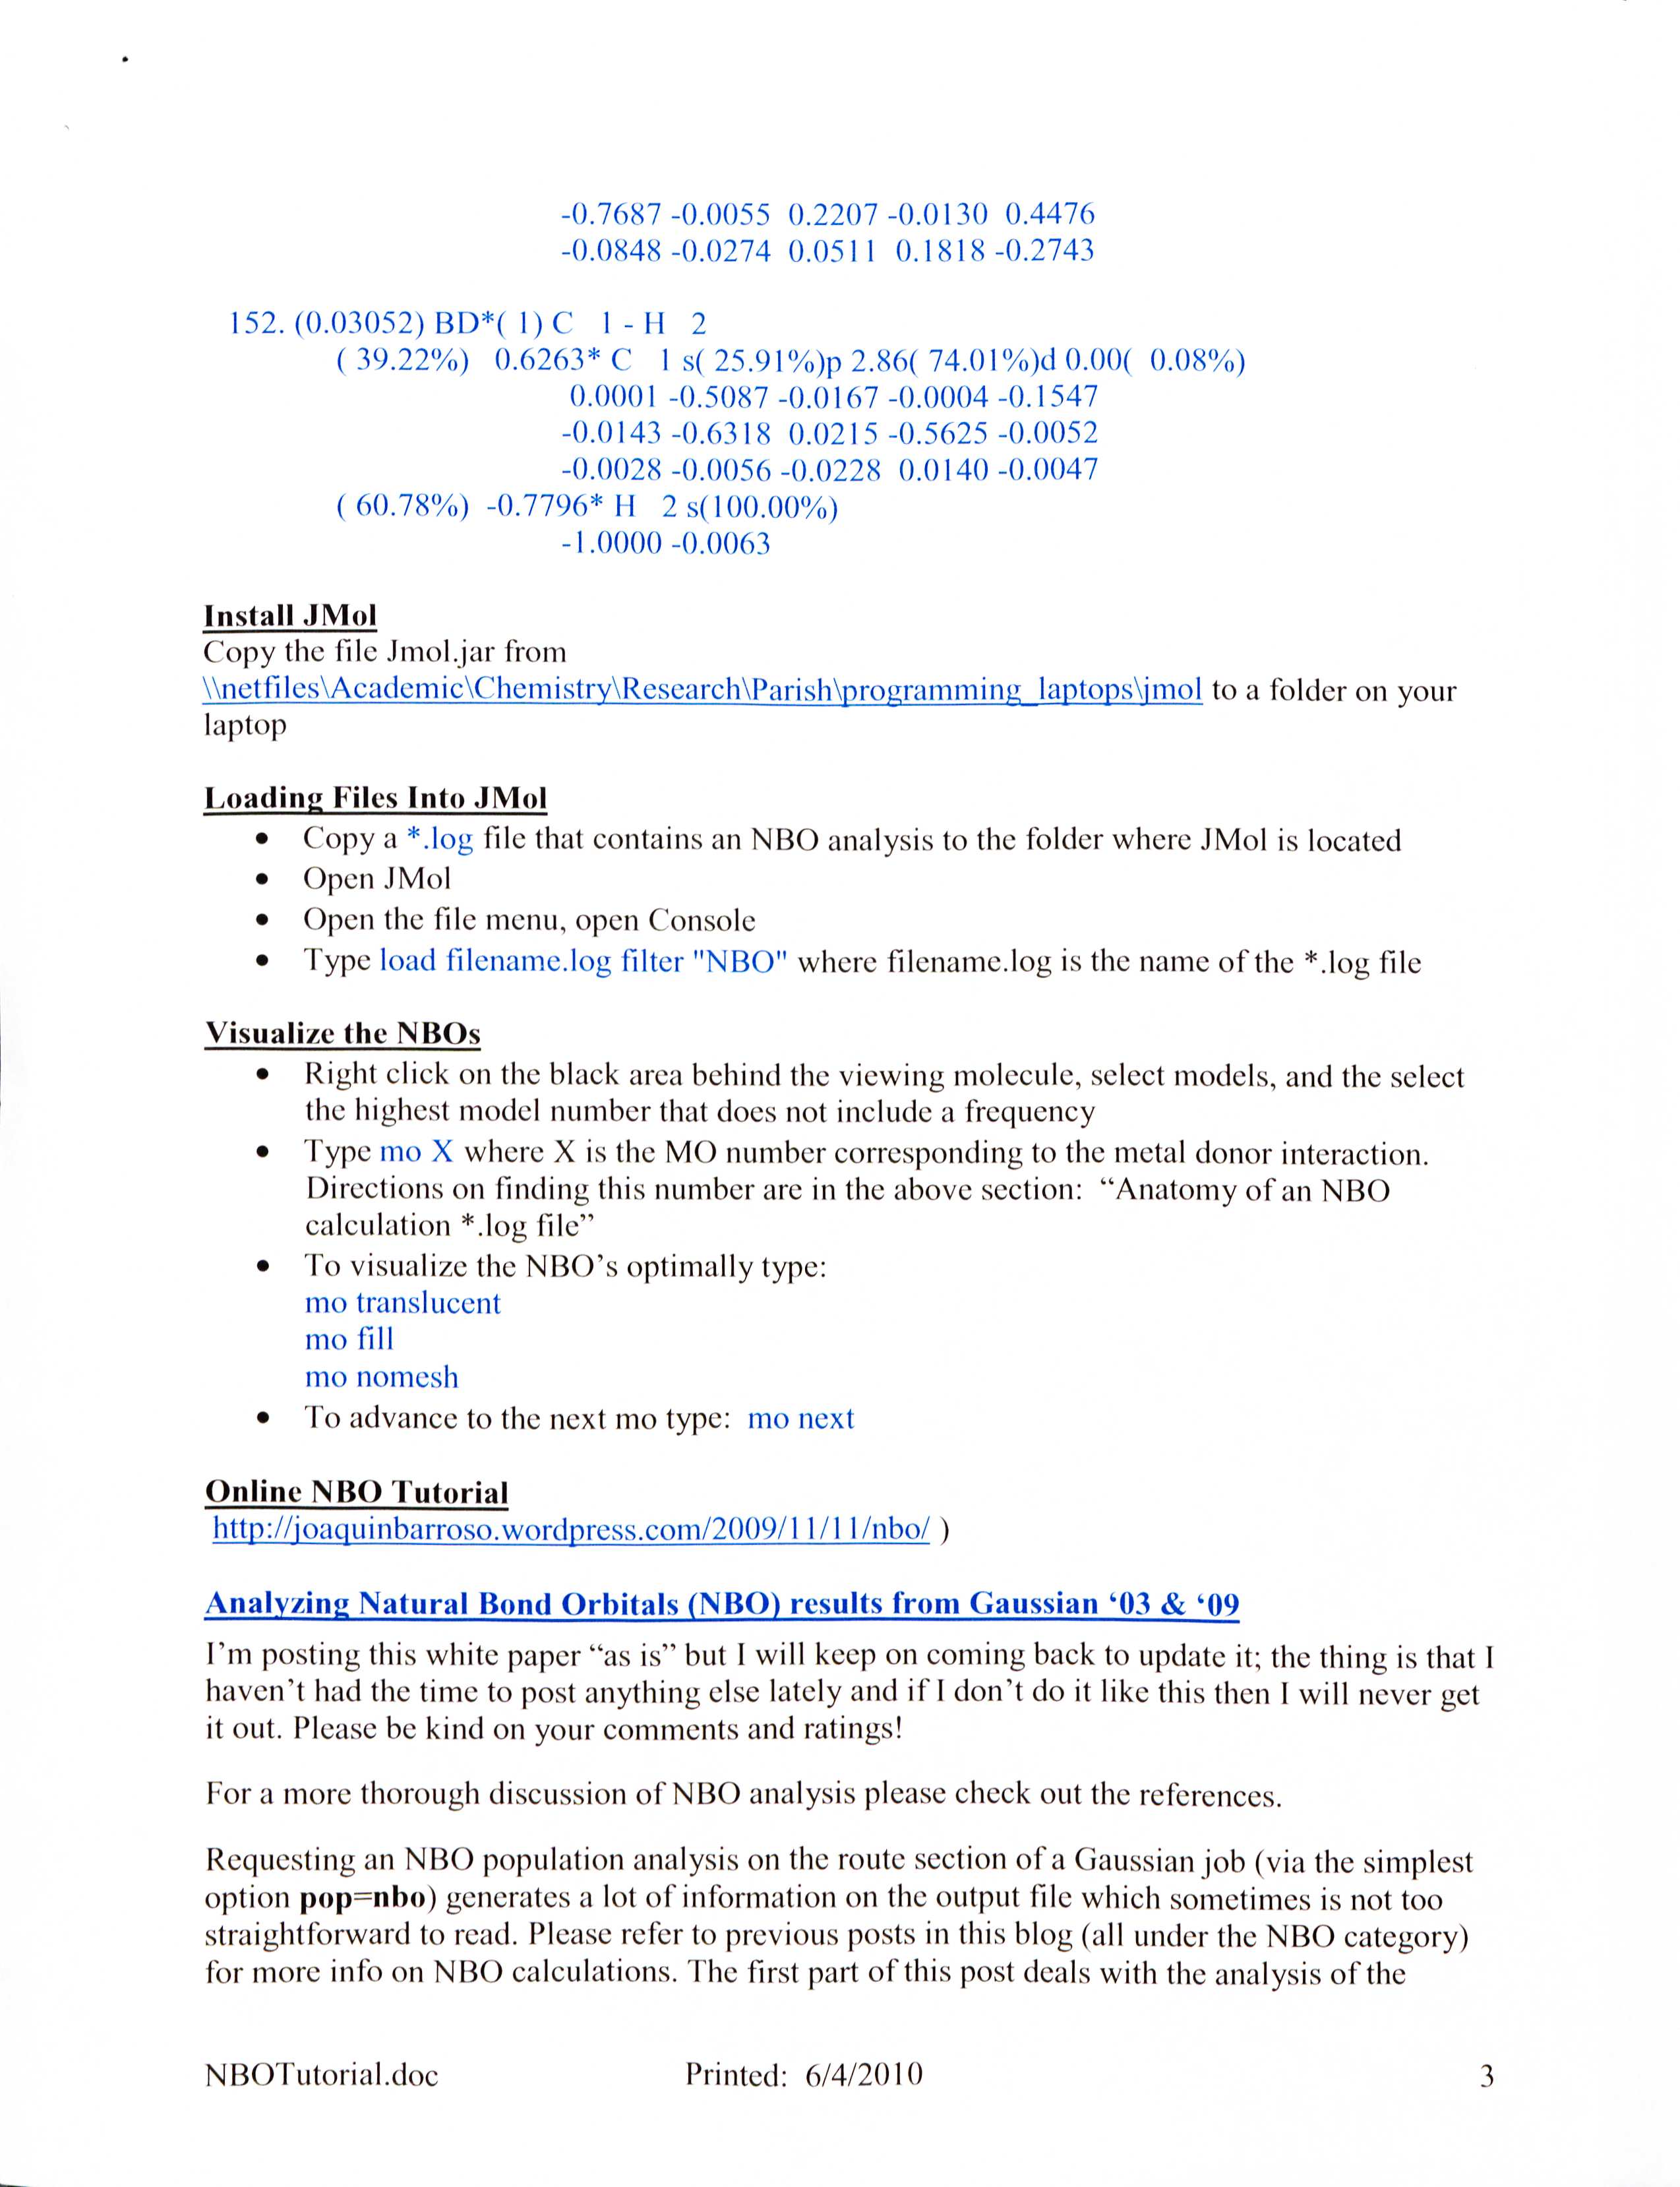 -0.7687 -0.0055 0.2207 -0.0130 0.4476
-0.0848 -0.0274 0.0511 0.1818 -0.2743
152. (0.03052) BD*( 1) C 1 - H 2
( 39.22%) 0.6263* C 1 s( 25.91%)p 2.86( 74.01%)d 0.00( 0.08%)
0.0001 -0.5087 -0.0167 -0.0004 -0.1547
-0.0143 -0.6318 0.0215 -0.5625 -0.0052
-0.0028 -0.0056 -0.0228 0.0140 -0.0047
( 60.78%) -0.7796* H 2 s(100.00%)
-1.0000 -0.0063
Install JMol
Copy the file Jmol.jar from
\\netfiles\Academic\Chemistry\Research\Parish\programming_laptops\jmol to a folder on your
laptop
Loading Files Into JMol
• Copy a *.log file that contains an NBO analysis to the folder where JMol is located
• Open JMol
• Open the file menu, open Console
• Type load filename.log filter "NBO" where filename.log is the name of the *.log file
Visualize the NBOs
• Right click on the black area behind the viewing molecule, select models, and the select
the highest model number that does not include a frequency
• Type mo X where X is the MO number corresponding to the metal donor interaction.
Directions on finding this number are in the above section: “Anatomy of an NBO
calculation *.log file”
• To visualize the NBO’s optimally type:
mo translucent
mo fill
mo nomesh
• To advance to the next mo type: mo next
Online NBO Tutorial
http://joaquinbarroso.wordpress.com/2009/11/11/nbo/ )
Analyzing Natural Bond Orbitals (NBO) results from Gaussian ‘03 & ‘09
I’m posting this white paper “as is” but I will keep on coming back to update it; the thing is that I
haven’t had the time to post anything else lately and if I don’t do it like this then I will never get
it out. Please be kind on your comments and ratings!
For a more thorough discussion of NBO analysis please check out the references.
Requesting an NBO population analysis on the route section of a Gaussian job (via the simplest
option pop=nbo) generates a lot of information on the output file which sometimes is not too
straightforward to read. Please refer to previous posts in this blog (all under the NBO category)
for more info on NBO calculations. The first part of this post deals with the analysis of the
NBOTutorial.doc Printed: 6/4/2010 3